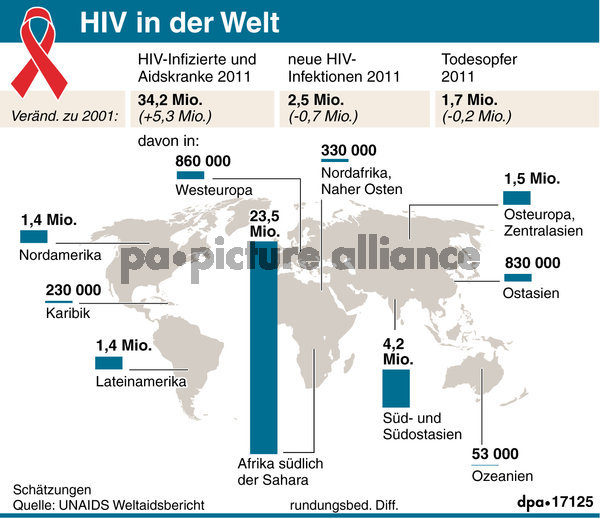 HIV in der Welt
HIV-Infizierte und
Aidskranke 2011
neue HIV-
Infektionen 2011
Todesopfer
2011
Veränd. zu 2001:
34,2 Mio.
(+5,3 Mio.)
2,5 Mio.
(-0,7 Mio.)
1,7 Mio.
(-0,2 Mio.)
davon in:
860 000
Westeuropa
330 000
Nordafrika,
Naher Osten
1,5 Mio.
Osteuropa,
Zentralasien
1,4 Mio.
Nordamerika
23,5
Mio.
pa•picture alliance
830 000
Ostasien
230 000
Karibik
1,4 Mio.
Lateinamerika
4,2
Mio.
Süd- und
Südostasien
Afrika südlich
der Sahara
53 000
Ozeanien
Schätzungen
Quelle: UNAIDS Weltaidsbericht
rundungsbed. Diff.
dpa•17125